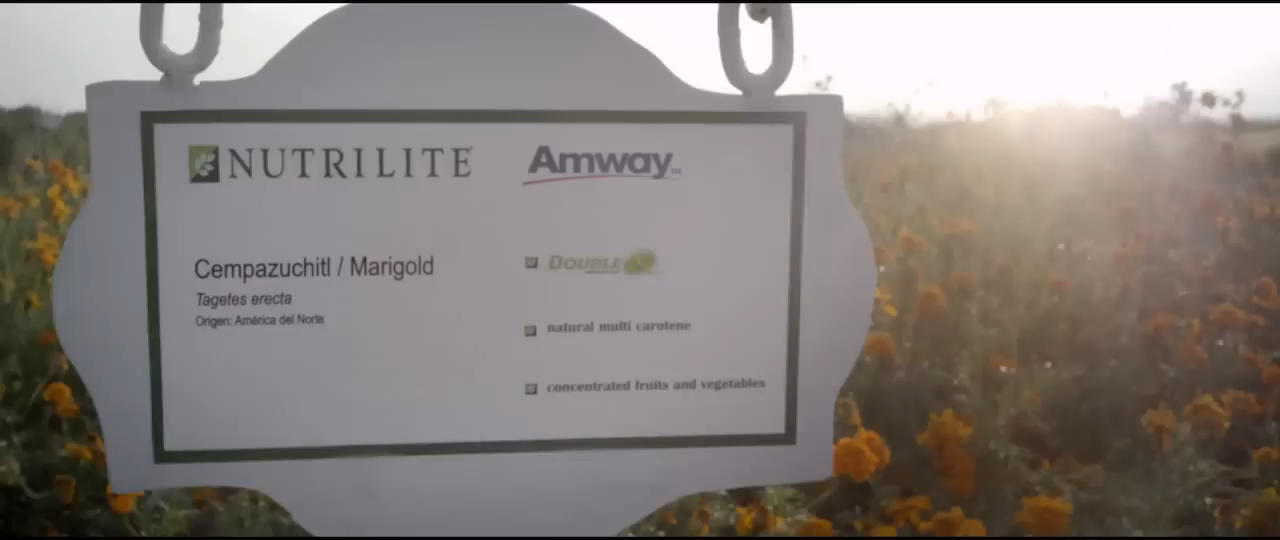 NUTRILITE
Amway
Cempazuchitl / Marigold
Tagetes erecta
Origen: América del Norte
DOUBLE
natural multi carotene
concentrated fruits and vegetables